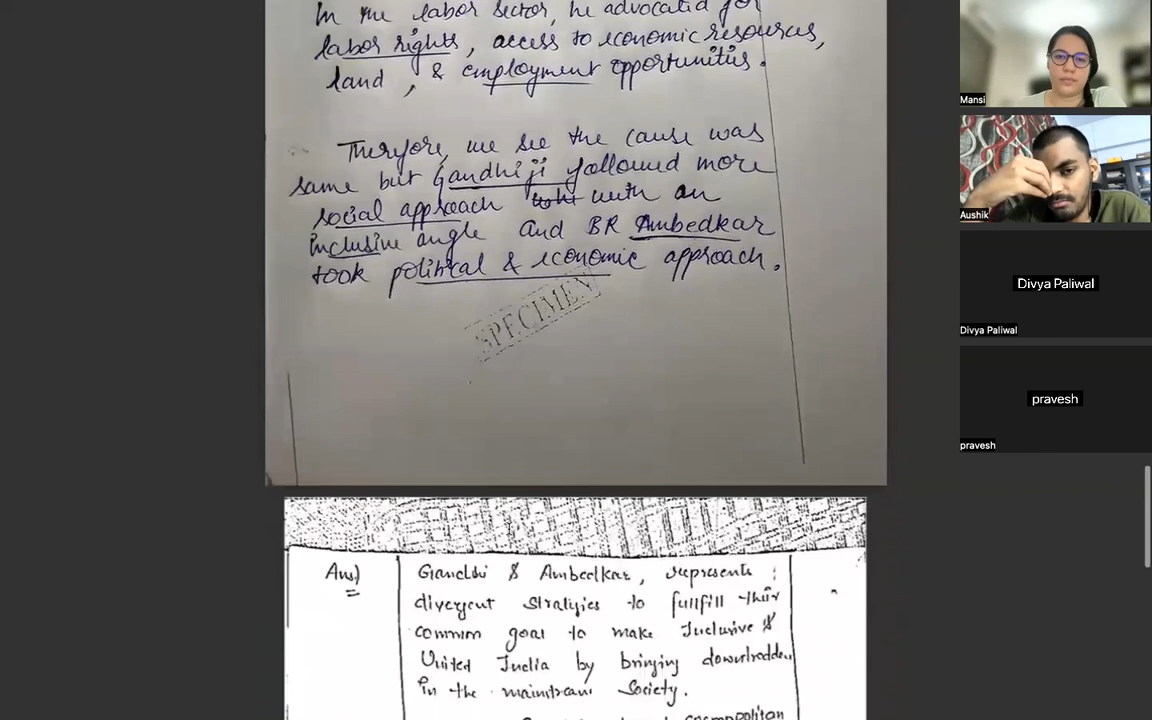 In the labor sector, he advocated for
labor rights, access to economic resources,
land, & employment opportunities.
Therefore, we see the cause was
same but Gandhiji followed more
social approach with an
inclusive angle and BR Ambedkar
took political & economic approach.
SPECIMEN
Ans)
Gandhi & Ambedkar, represents
divergent stratigies to fullfill their
common goal to make Inclusive &
United India by bringing downtrodden
in the mainstream Society.
cosmopolitan
Mansi
Aushik
Divya Paliwal
Divya Paliwal
pravesh
pravesh